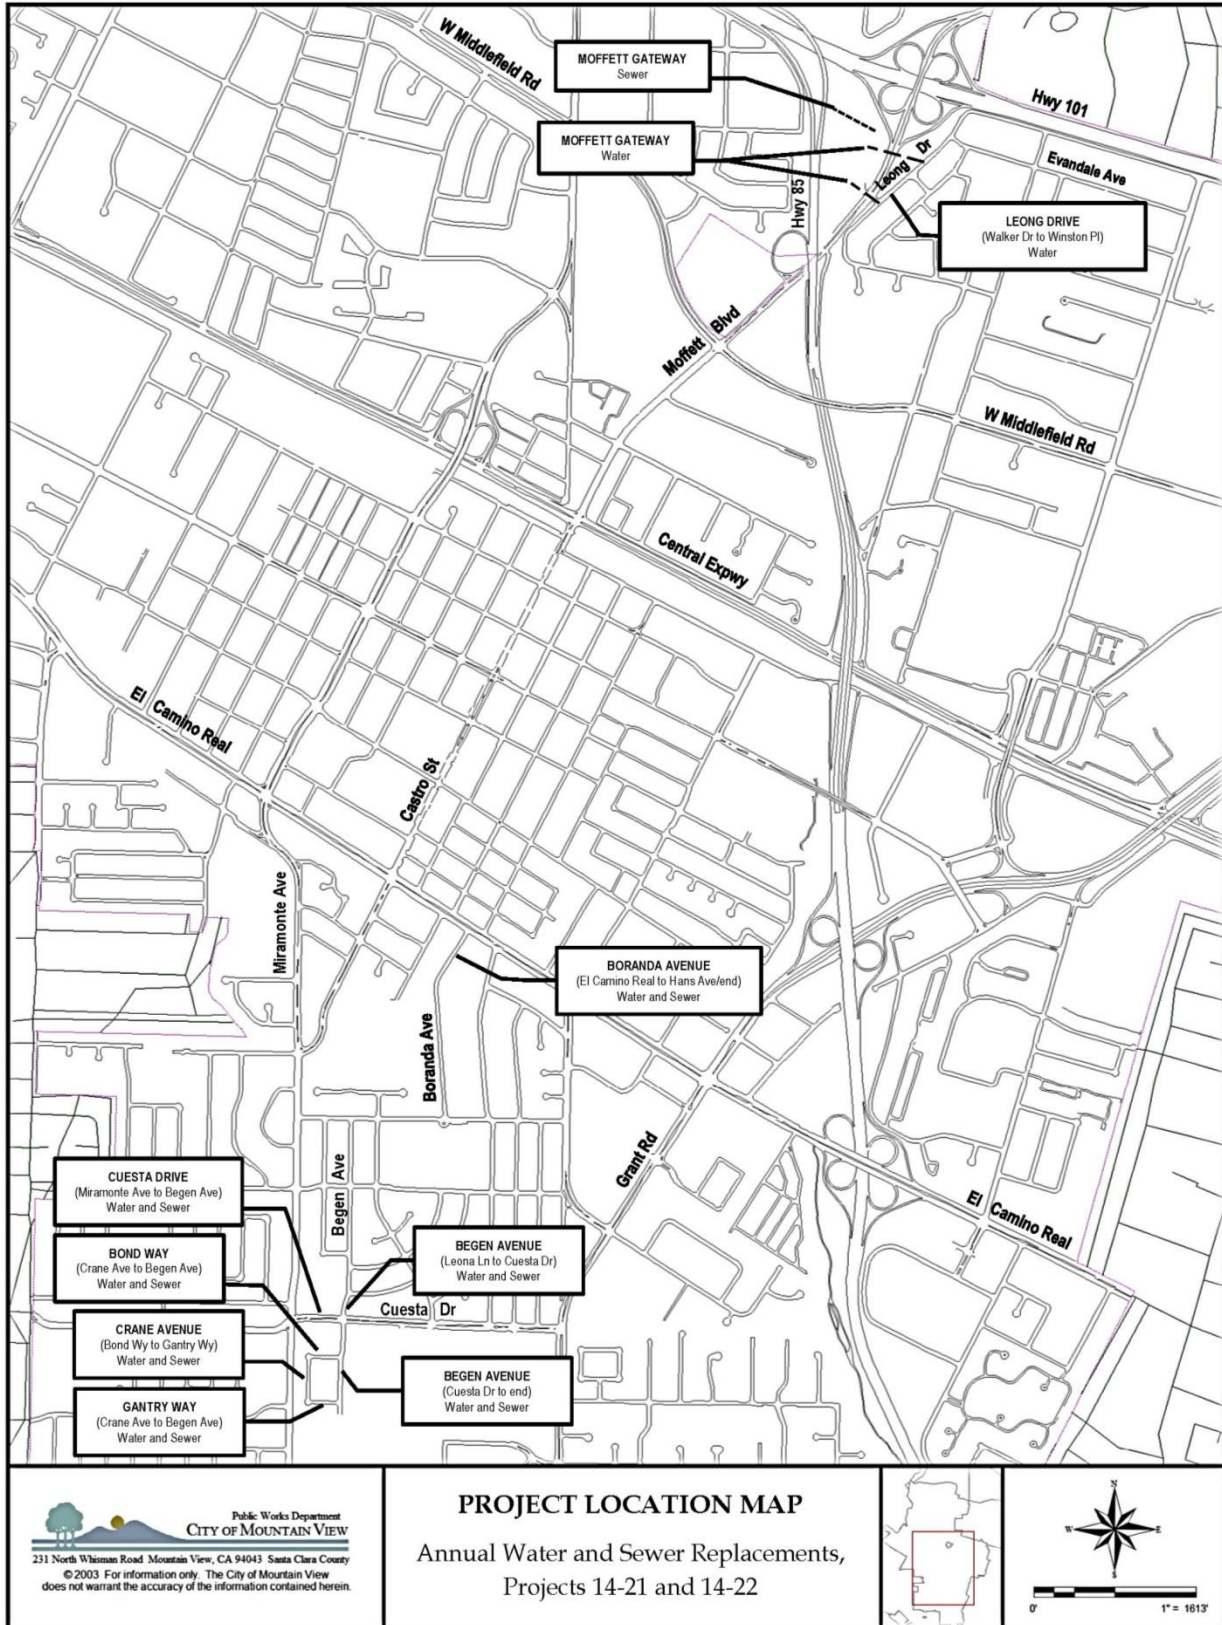 W Middlefield Rd
MOFFETT GATEWAY
Sewer
Hwy 101
MOFFETT GATEWAY
Water
Leong Dr
Evandale Ave
Hwy 85
LEONG DRIVE
(Walker Dr to Winston Pl)
Water
Moffett Blvd
W Middlefield Rd
Central Expwy
El Camino Real
Castro St
Miramonte Ave
BORANDA AVENUE
(El Camino Real to Hans Ave/end)
Water and Sewer
Boranda Ave
Grant Rd
CUESTA DRIVE
(Miramonte Ave to Begen Ave)
Water and Sewer
Begen Ave
El Camino Real
BOND WAY
(Crane Ave to Begen Ave)
Water and Sewer
BEGEN AVENUE
(Leona Ln to Cuesta Dr)
Water and Sewer
Cuesta Dr
CRANE AVENUE
(Bond Wy to Gantry Wy)
Water and Sewer
BEGEN AVENUE
(Cuesta Dr to end)
Water and Sewer
GANTRY WAY
(Crane Ave to Begen Ave)
Water and Sewer
Public Works Department
CITY OF MOUNTAIN VIEW
231 North Whisman Road Mountain View, CA 94043 Santa Clara County
©2003 For information only. The City of Mountain View
does not warrant the accuracy of the information contained herein.
PROJECT LOCATION MAP
Annual Water and Sewer Replacements,
Projects 14-21 and 14-22
N
W E
S
0' 1" = 1613'